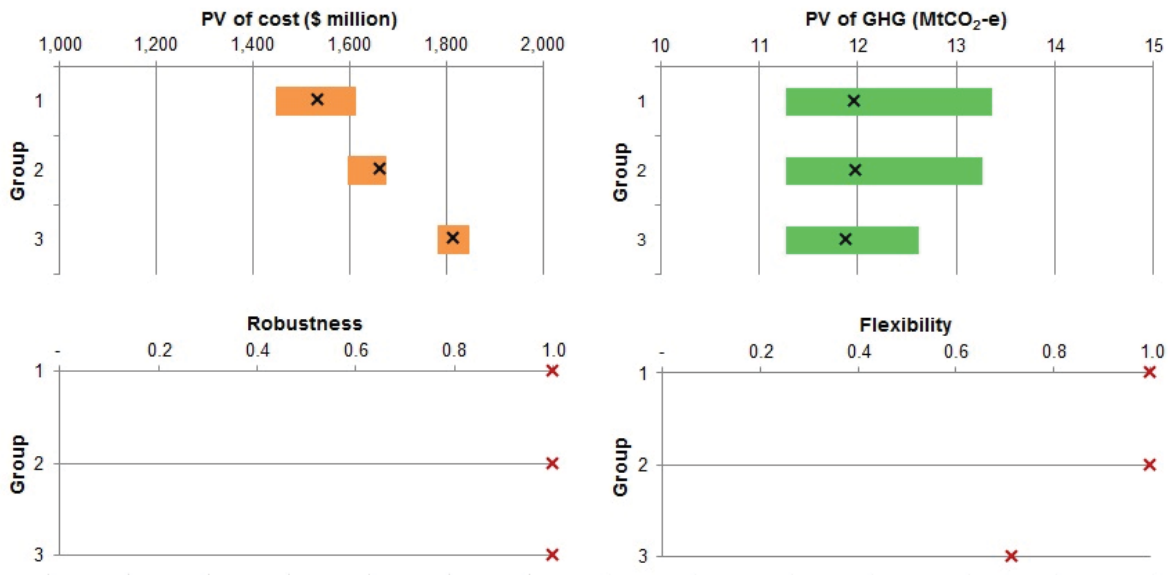 PV of cost ($ million)
1,000 1,200 1,400 1,600 1,800 2,000
Group
1
2
3
PV of GHG (MtCO₂-e)
10 11 12 13 14 15
Group
1
2
3
Robustness
- 0.2 0.4 0.6 0.8 1.0
Group
1
2
3
Flexibility
- 0.2 0.4 0.6 0.8 1.0
Group
1
2
3